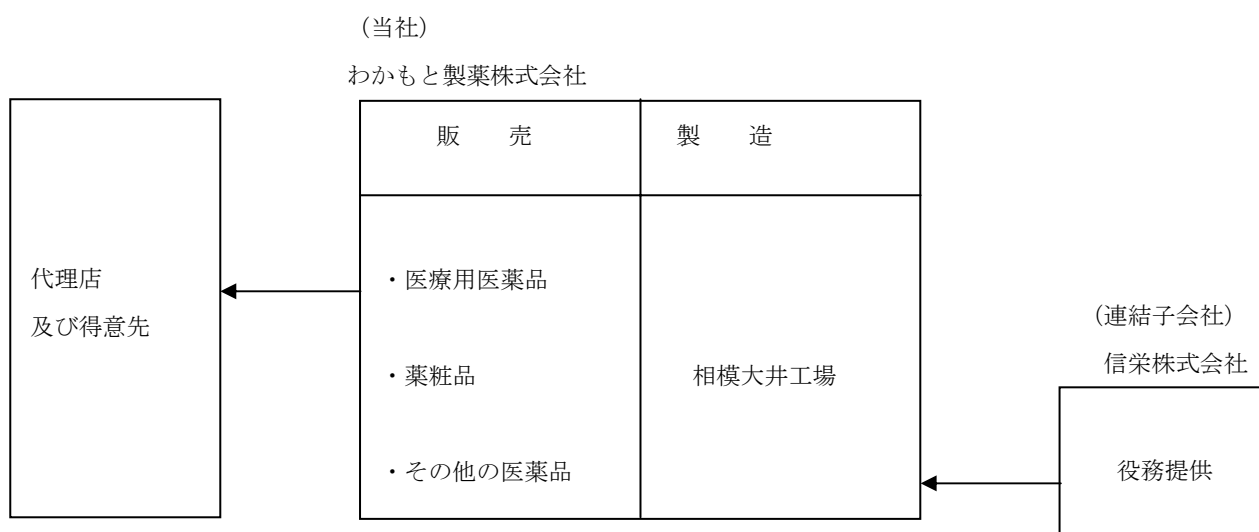 （当社）
わかもと製薬株式会社
販　売
製　造
代理店
及び得意先
・医療用医薬品
・薬粧品
・その他の医薬品
相模大井工場
（連結子会社）
信栄株式会社
役務提供